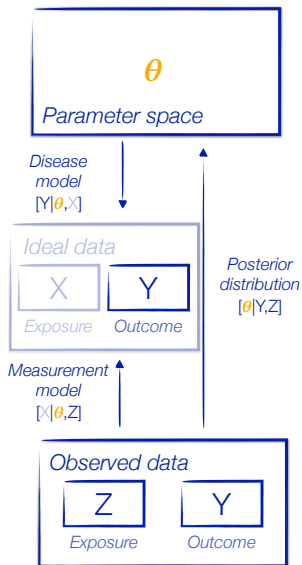 θ
Parameter space
Disease
model
[Y|θ,X]
Ideal data
X
Y
Exposure
Outcome
Posterior
distribution
[θ|Y,Z]
Measurement
model
[X|θ,Z]
Observed data
Z
Y
Exposure
Outcome